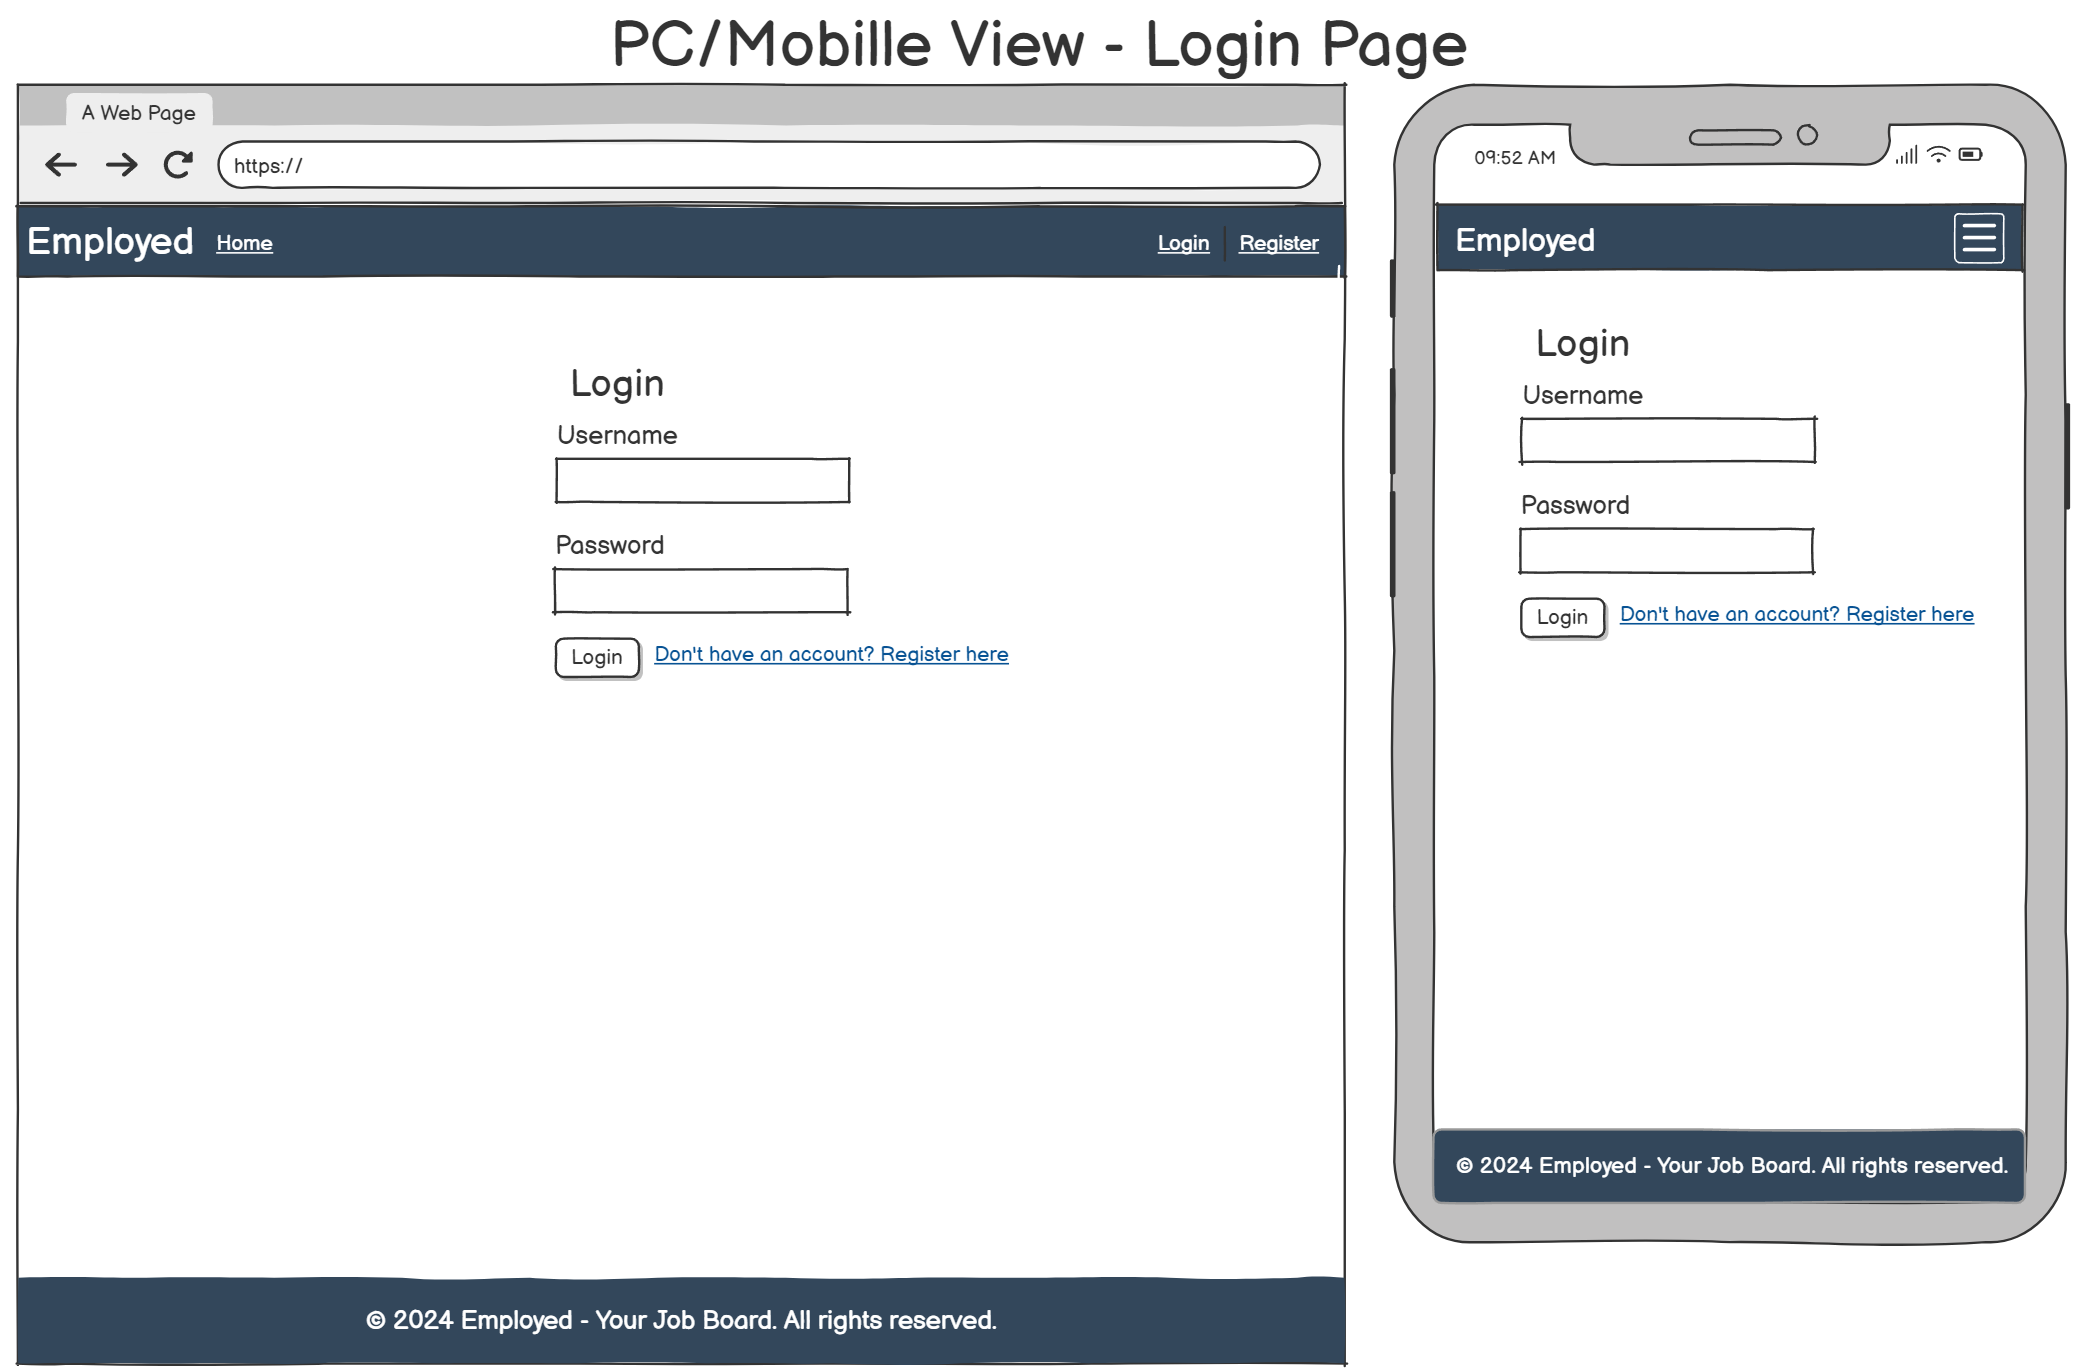 PC/Mobille View - Login Page
A Web Page
https://
Employed Home Login Register
Login
Username
Password
Login Don't have an account? Register here
© 2024 Employed - Your Job Board. All rights reserved.
09:52 AM
Employed
Login
Username
Password
Login Don't have an account? Register here
© 2024 Employed - Your Job Board. All rights reserved.